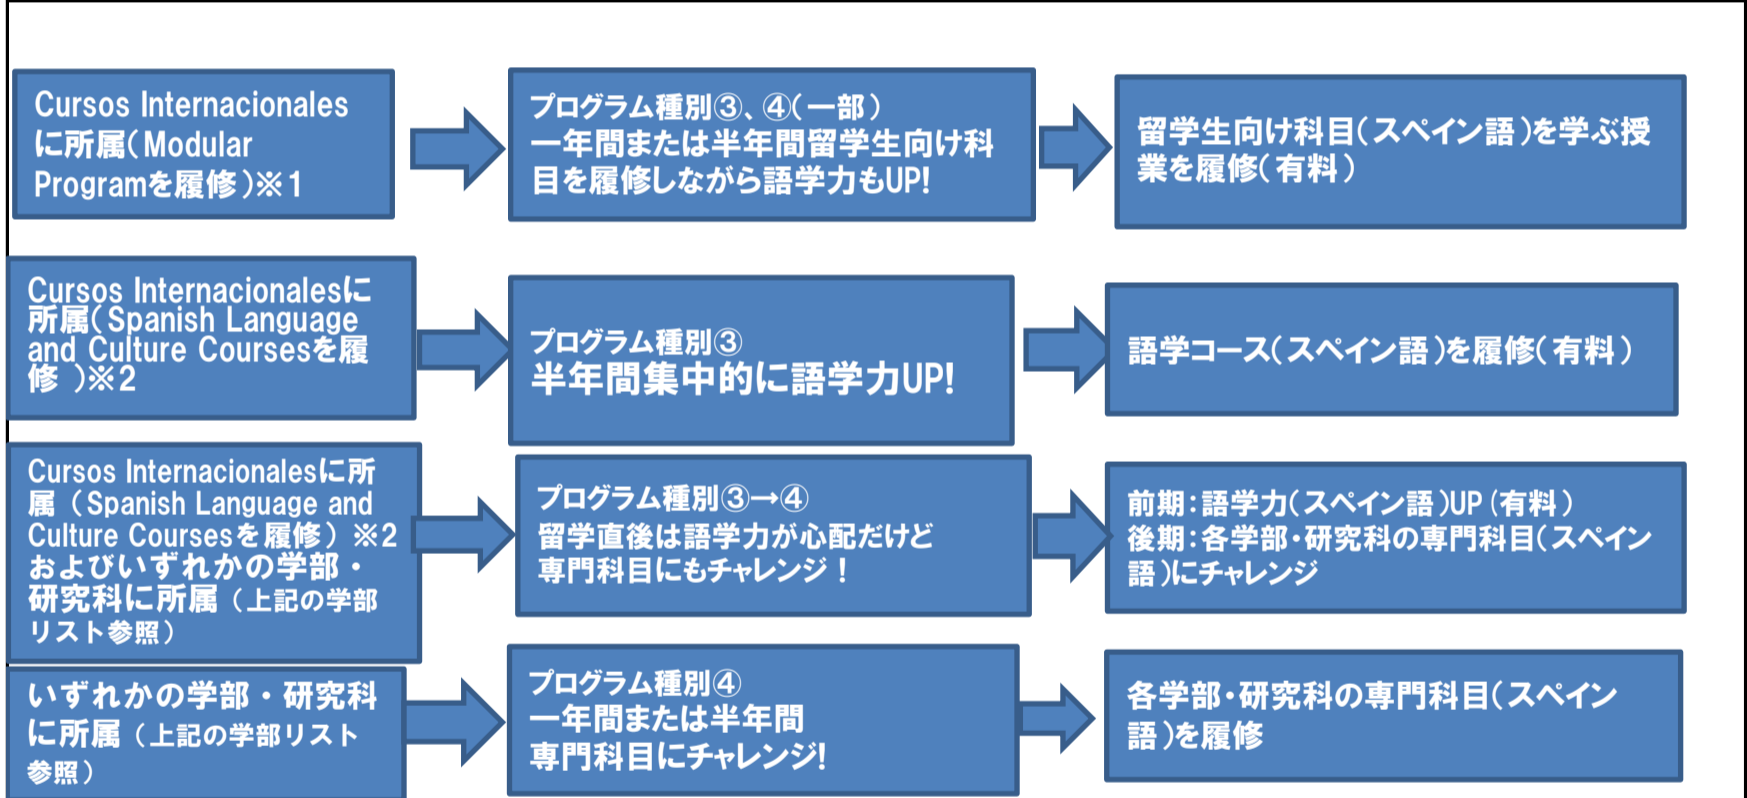 Cursos Internacionales
に所属(Modular
Programを履修)※1
プログラム種別③、④(一部)
一年間または半年間留学生向け科
目を履修しながら語学力もUP!
留学生向け科目(スペイン語)を学ぶ授
業を履修(有料)
Cursos Internacionalesに
所属(Spanish Language
and Culture Coursesを履
修 )※2
プログラム種別③
半年間集中的に語学力UP!
語学コース(スペイン語)を履修(有料)
Cursos Internacionalesに所
属(Spanish Language and
Culture Coursesを履修)※2
およびいずれかの学部・
研究科に所属(上記の学部
リスト参照)
プログラム種別③→④
留学直後は語学力が心配だけど
専門科目にもチャレンジ!
前期:語学力(スペイン語)UP(有料)
後期:各学部・研究科の専門科目(スペイン
語)にチャレンジ
いずれかの学部・研究科
に所属(上記の学部リスト
参照)
プログラム種別④
一年間または半年間
専門科目にチャレンジ!
各学部・研究科の専門科目(スペイン
語)を履修